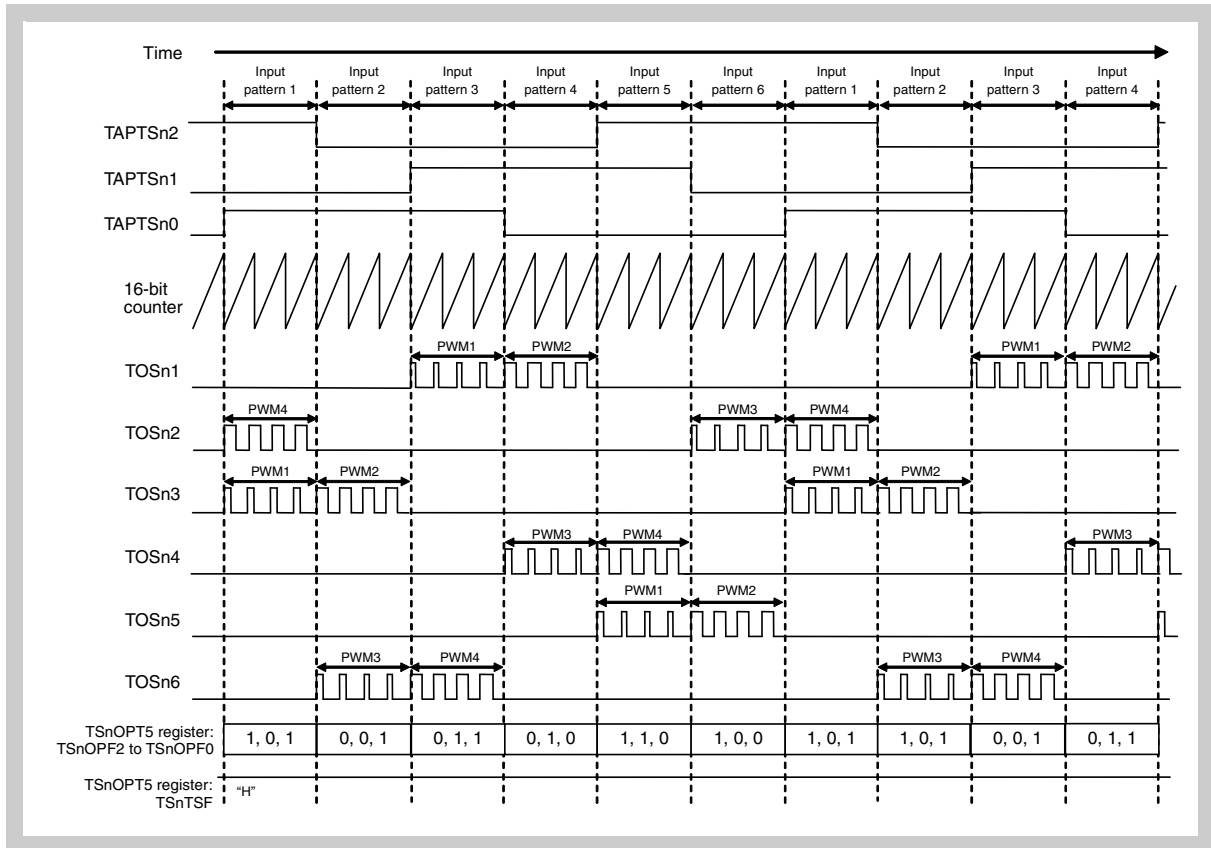 Time
Input pattern 1
Input pattern 2
Input pattern 3
Input pattern 4
Input pattern 5
Input pattern 6
Input pattern 1
Input pattern 2
Input pattern 3
Input pattern 4
TAPTSn2
TAPTSn1
TAPTSn0
16-bit
counter
TOSn1
PWM1 PWM2 PWM1 PWM2
TOSn2
PWM4 PWM3 PWM4
TOSn3
PWM1 PWM2 PWM1 PWM2
TOSn4
PWM3 PWM4 PWM3
TOSn5
PWM1 PWM2
TOSn6
PWM3 PWM4 PWM3 PWM4
TSnOPT5 register:
TSnOPF2 to TSnOPF0
1, 0, 1 0, 0, 1 0, 1, 1 0, 1, 0 1, 1, 0 1, 0, 0 1, 0, 1 1, 0, 1 0, 0, 1 0, 1, 1
TSnOPT5 register:
TSnTSF
“H”